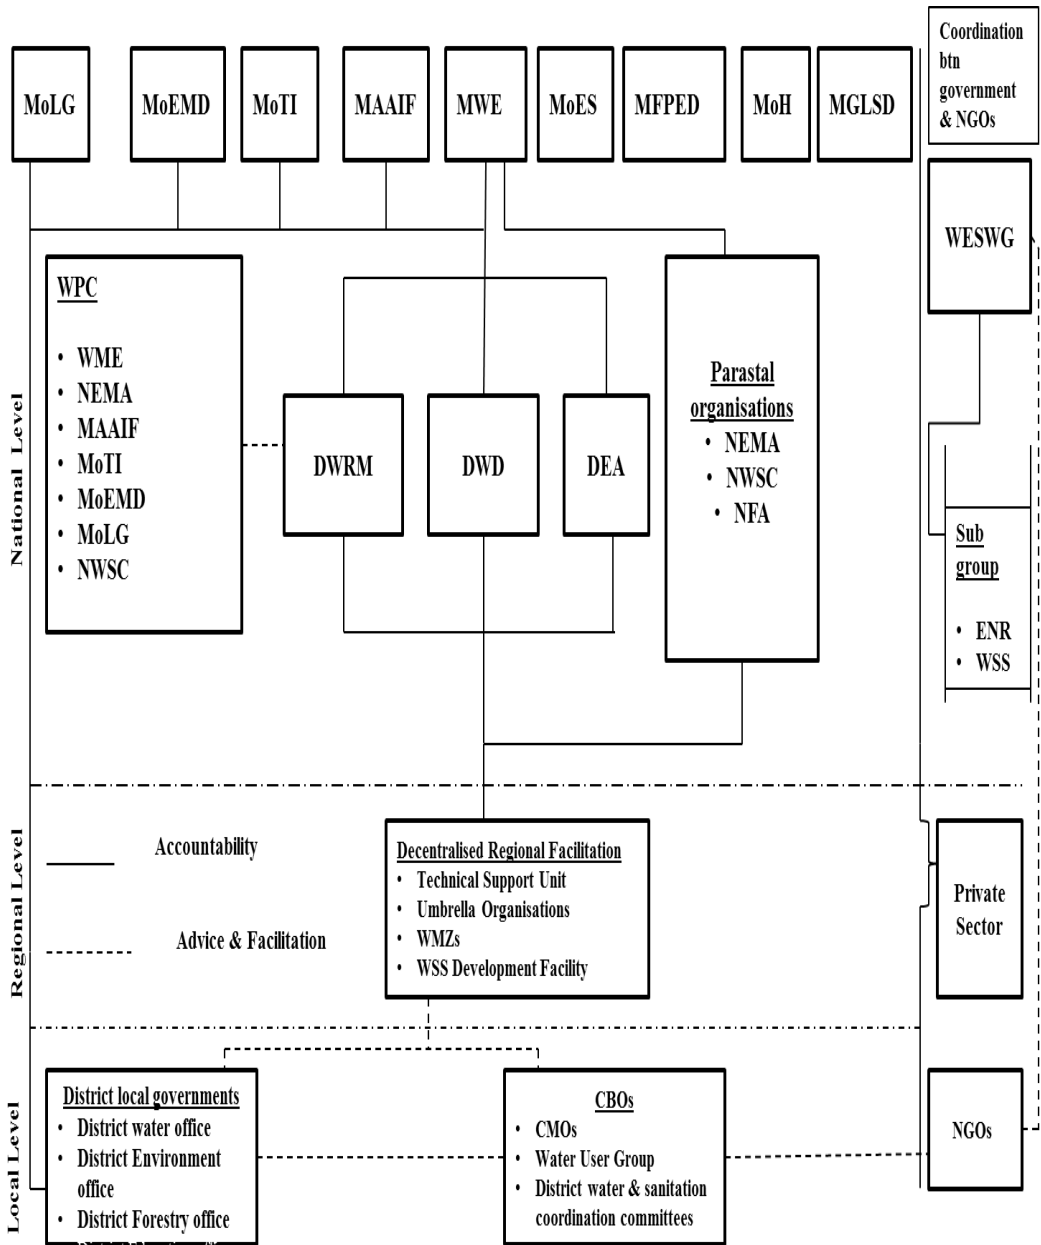 Coordination
btn
government
& NGOs
MoLG
MoEMD
MoTI
MAAIF
MWE
MoES
MFPED
MoH
MGLSD
WESWG
National Level
WPC
• WME
• NEMA
• MAAIF
• MoTI
• MoEMD
• MoLG
• NWSC
DWRM
DWD
DEA
Parastal
organisations
• NEMA
• NWSC
• NFA
Sub
group
• ENR
• WSS
Regional Level
Accountability
Advice & Facilitation
Decentralised Regional Facilitation
• Technical Support Unit
• Umbrella Organisations
• WMZs
• WSS Development Facility
Private
Sector
Local Level
District local governments
• District water office
• District Environment
office
• District Forestry office
CBOs
• CMOs
• Water User Group
• District water & sanitation
coordination committees
NGOs